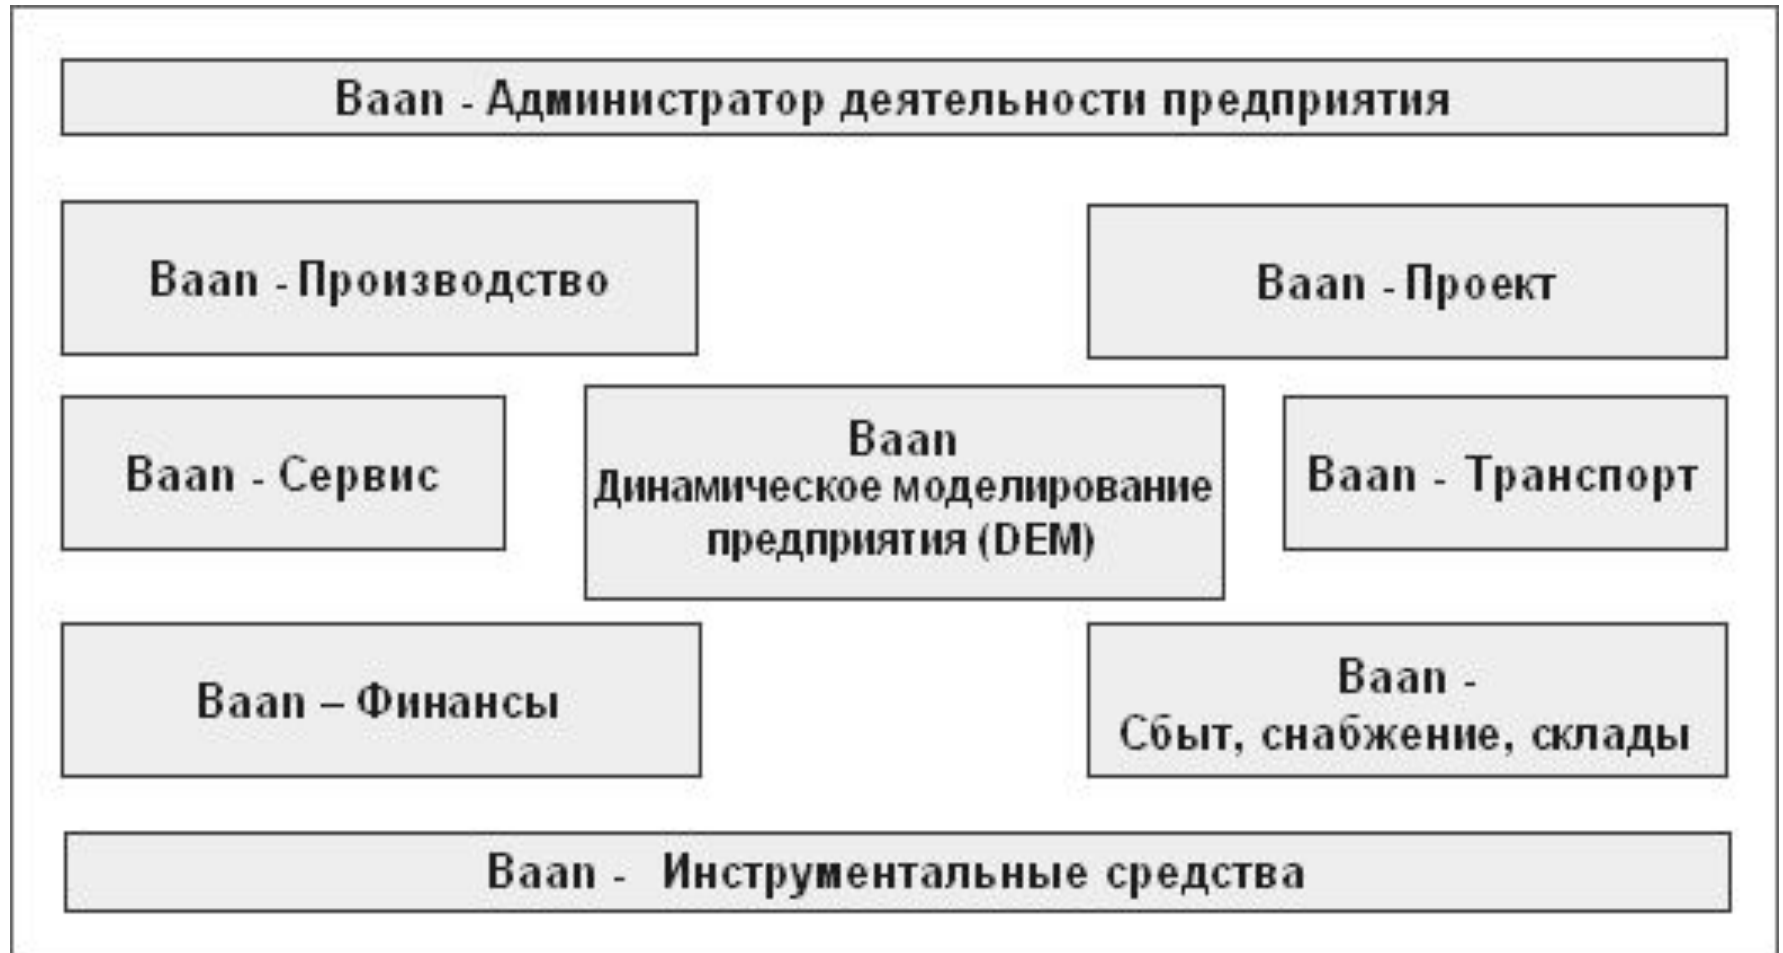 Baan - Администратор деятельности предприятия
Baan - Производство
Baan - Проект
Baan - Сервис
Baan
Динамическое моделирование
предприятия (DEM)
Baan - Транспорт
Baan – Финансы
Baan -
Сбыт, снабжение, склады
Baan - Инструментальные средства